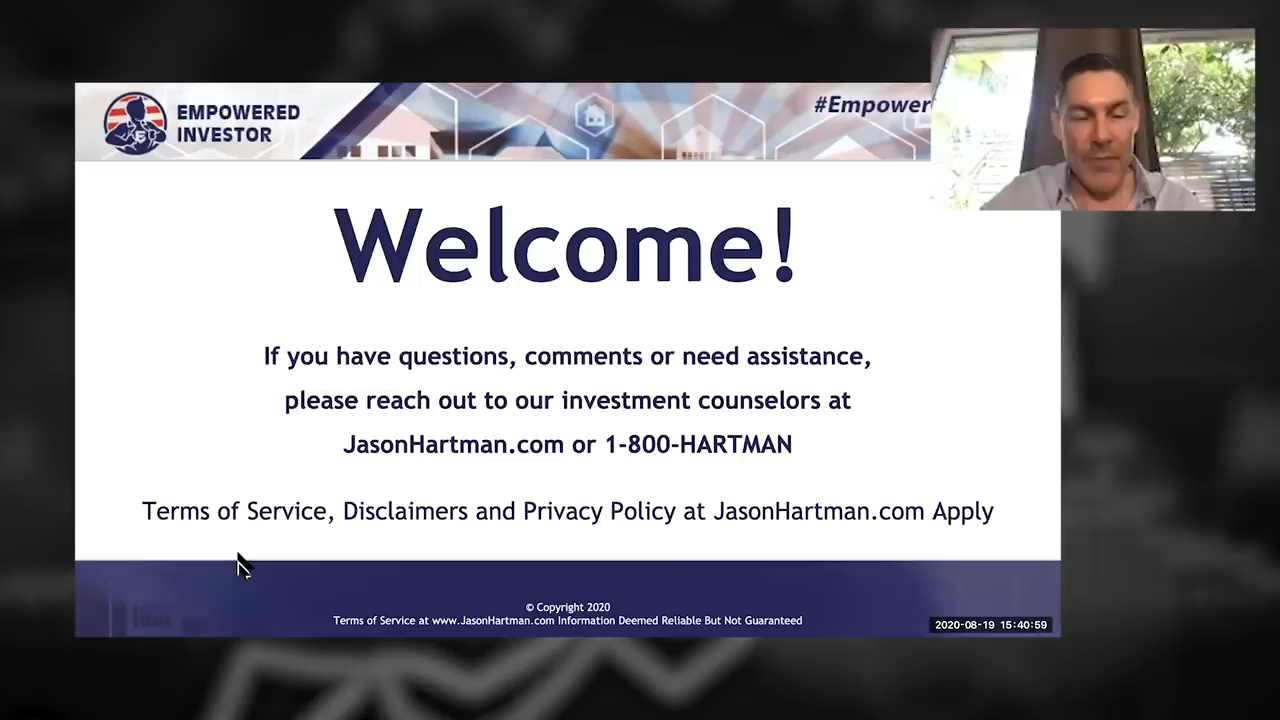 EMPOWERED
INVESTOR
#Empower
Welcome!
If you have questions, comments or need assistance,
please reach out to our investment counselors at
JasonHartman.com or 1-800-HARTMAN
Terms of Service, Disclaimers and Privacy Policy at JasonHartman.com Apply
© Copyright 2020
Terms of Service at www.JasonHartman.com Information Deemed Reliable But Not Guaranteed
2020-08-19 15:40:59